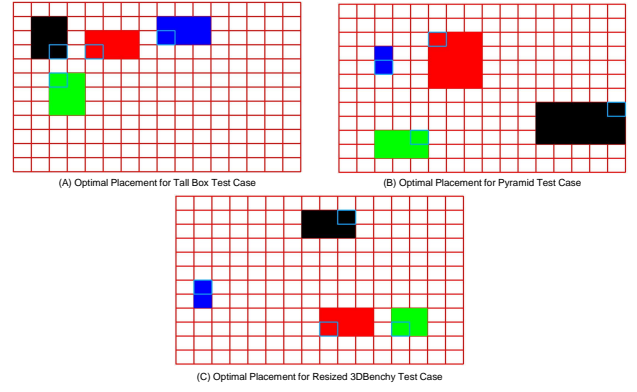 (A) Optimal Placement for Tall Box Test Case
(B) Optimal Placement for Pyramid Test Case
(C) Optimal Placement for Resized 3DBenchy Test Case